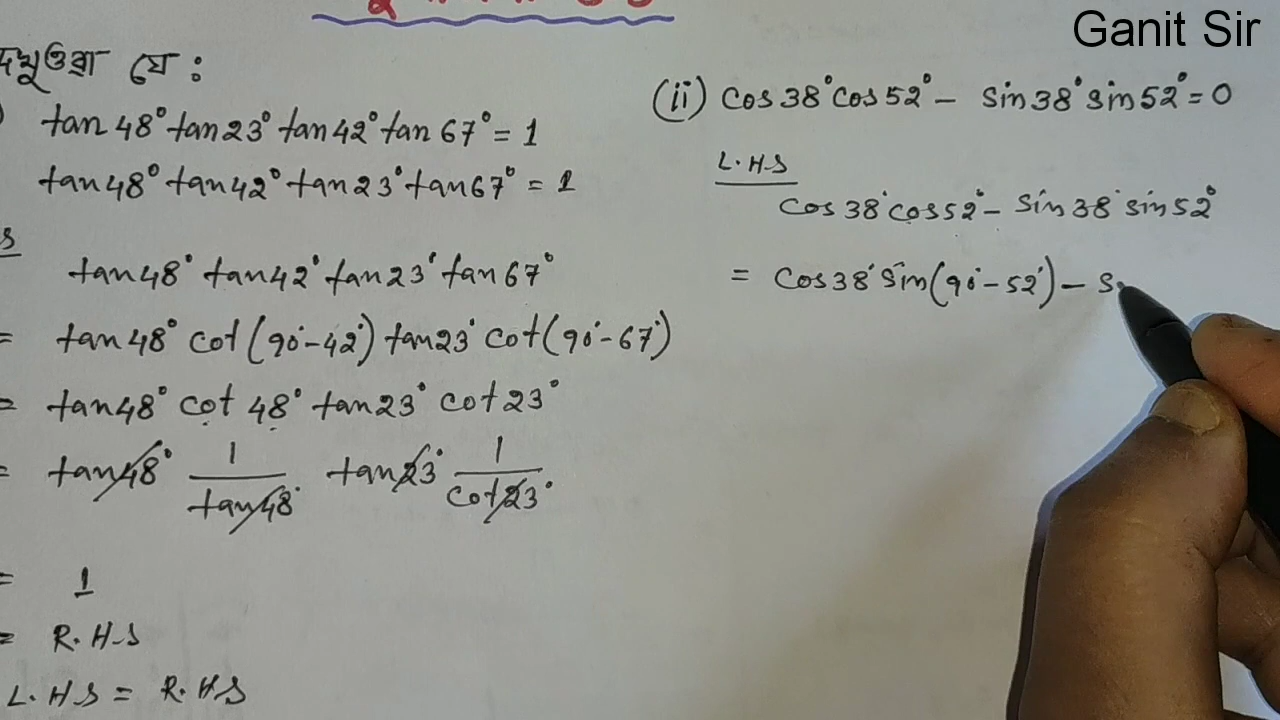 Ganit Sir
দেখুওৱা যে :
tan 48° tan 23° tan 42° tan 67° = 1
tan 48° tan 42° tan 23° tan 67° = 1
S
tan 48° tan 42° tan 23° tan 67°
= tan 48° cot (90° - 42°) tan 23° cot (90° - 67°)
= tan 48° cot 48° tan 23° cot 23°
= tan 48° 1/tan 48° tan 23° 1/cot 23°
= 1
= R.H.S
L.H.S = R.H.S
(ii) cos 38° cos 52° - sin 38° sin 52° = 0
L.H.S
cos 38° cos 52° - sin 38° sin 52°
= cos 38° sin (90° - 52°) - s